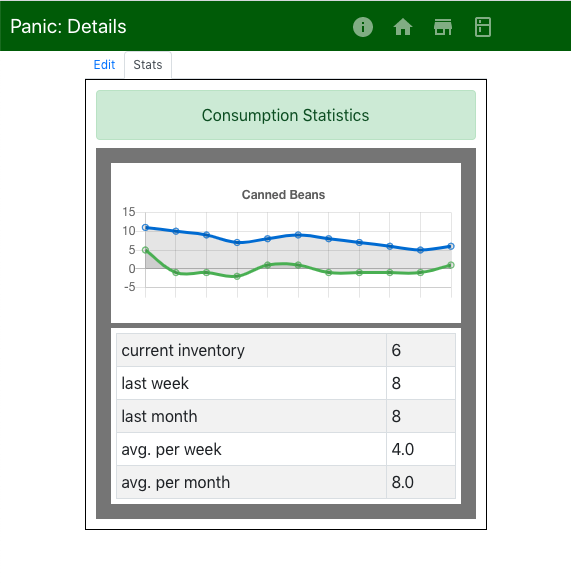 Panic: Details
Edit Stats
Consumption Statistics
Canned Beans
15
10
5
0
-5
current inventory 6
last week 8
last month 8
avg. per week 4.0
avg. per month 8.0